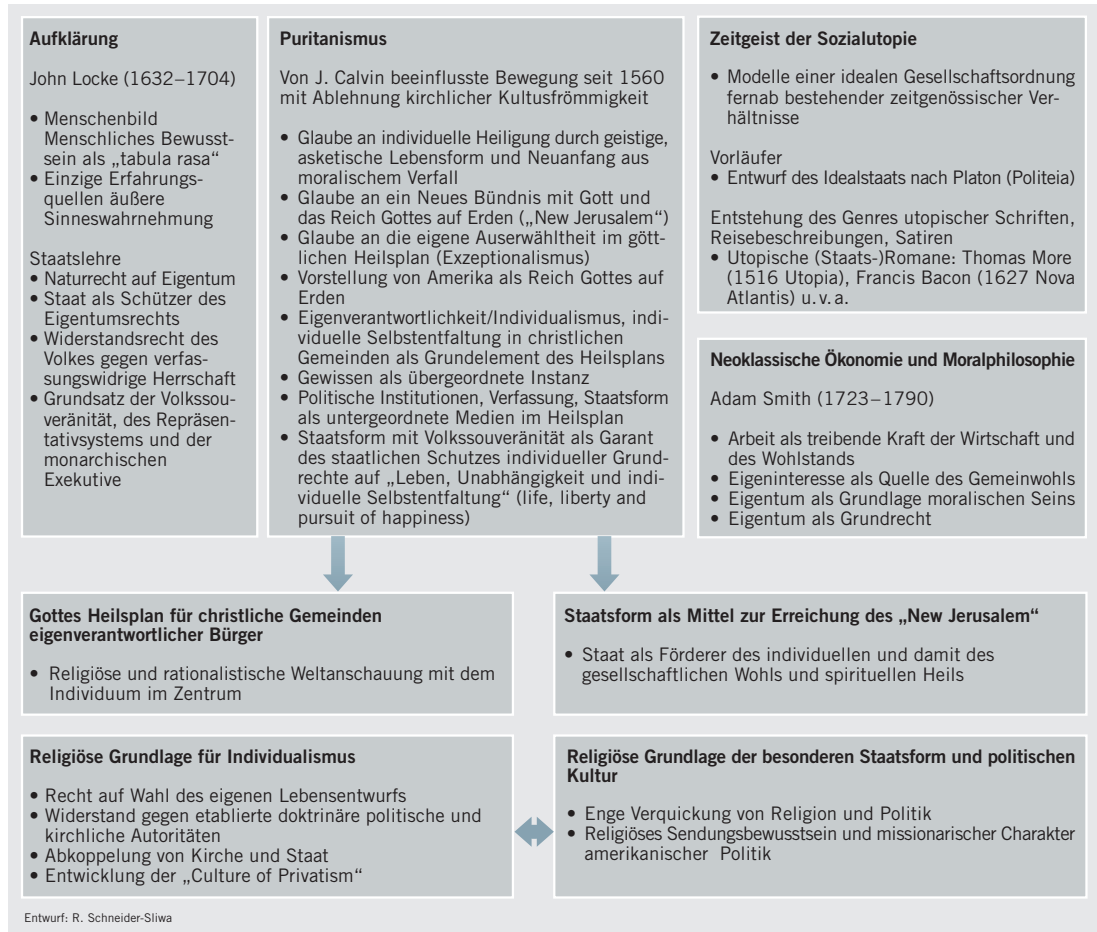 Aufklärung
John Locke (1632–1704)
• Menschenbild
Menschliches Bewusst-
sein als „tabula rasa“
• Einzige Erfahrungs-
quellen äußere
Sinneswahrnehmung
Staatslehre
• Naturrecht auf Eigentum
• Staat als Schützer des
Eigentumsrechts
• Widerstandsrecht des
Volkes gegen verfas-
sungswidrige Herrschaft
• Grundsatz der Volkssou-
veränität, des Repräsen-
tativsystems und der
monarchischen
Exekutive
Puritanismus
Von J. Calvin beeinflusste Bewegung seit 1560
mit Ablehnung kirchlicher Kultusfrömmigkeit
• Glaube an individuelle Heiligung durch geistige,
asketische Lebensform und Neuanfang aus
moralischem Verfall
• Glaube an ein Neues Bündnis mit Gott und
das Reich Gottes auf Erden („New Jerusalem“)
• Glaube an die eigene Auserwähltheit im gött-
lichen Heilsplan (Exzeptionalismus)
• Vorstellung von Amerika als Reich Gottes auf
Erden
• Eigenverantwortlichkeit/Individualismus, indi-
viduelle Selbstentfaltung in christlichen
Gemeinden als Grundelement des Heilsplans
• Gewissen als übergeordnete Instanz
• Politische Institutionen, Verfassung, Staatsform
als untergeordnete Medien im Heilsplan
• Staatsform mit Volkssouveränität als Garant
des staatlichen Schutzes individueller Grund-
rechte auf „Leben, Unabhängigkeit und indi-
viduelle Selbstentfaltung“ (life, liberty and
pursuit of happiness)
Zeitgeist der Sozialutopie
• Modelle einer idealen Gesellschaftsordnung
fernab bestehender zeitgenössischer Ver-
hältnisse
Vorläufer
• Entwurf des Idealstaats nach Platon (Politeia)
Entstehung des Genres utopischer Schriften,
Reisebeschreibungen, Satiren
• Utopische (Staats-)Romane: Thomas More
(1516 Utopia), Francis Bacon (1627 Nova
Atlantis) u.v.a.
Neoklassische Ökonomie und Moralphilosophie
Adam Smith (1723–1790)
• Arbeit als treibende Kraft der Wirtschaft und
des Wohlstands
• Eigeninteresse als Quelle des Gemeinwohls
• Eigentum als Grundlage moralischen Seins
• Eigentum als Grundrecht
Gottes Heilsplan für christliche Gemeinden
eigenverantwortlicher Bürger
• Religiöse und rationalistische Weltanschauung mit dem
Individuum im Zentrum
Staatsform als Mittel zur Erreichung des „New Jerusalem“
• Staat als Förderer des individuellen und damit des
gesellschaftlichen Wohls und spirituellen Heils
Religiöse Grundlage für Individualismus
• Recht auf Wahl des eigenen Lebensentwurfs
• Widerstand gegen etablierte doktrinäre politische und
kirchliche Autoritäten
• Abkoppelung von Kirche und Staat
• Entwicklung der „Culture of Privatism“
Religiöse Grundlage der besonderen Staatsform und politischen
Kultur
• Enge Verquickung von Religion und Politik
• Religiöses Sendungsbewusstsein und missionarischer Charakter
amerikanischer Politik
Entwurf: R. Schneider-Sliwa